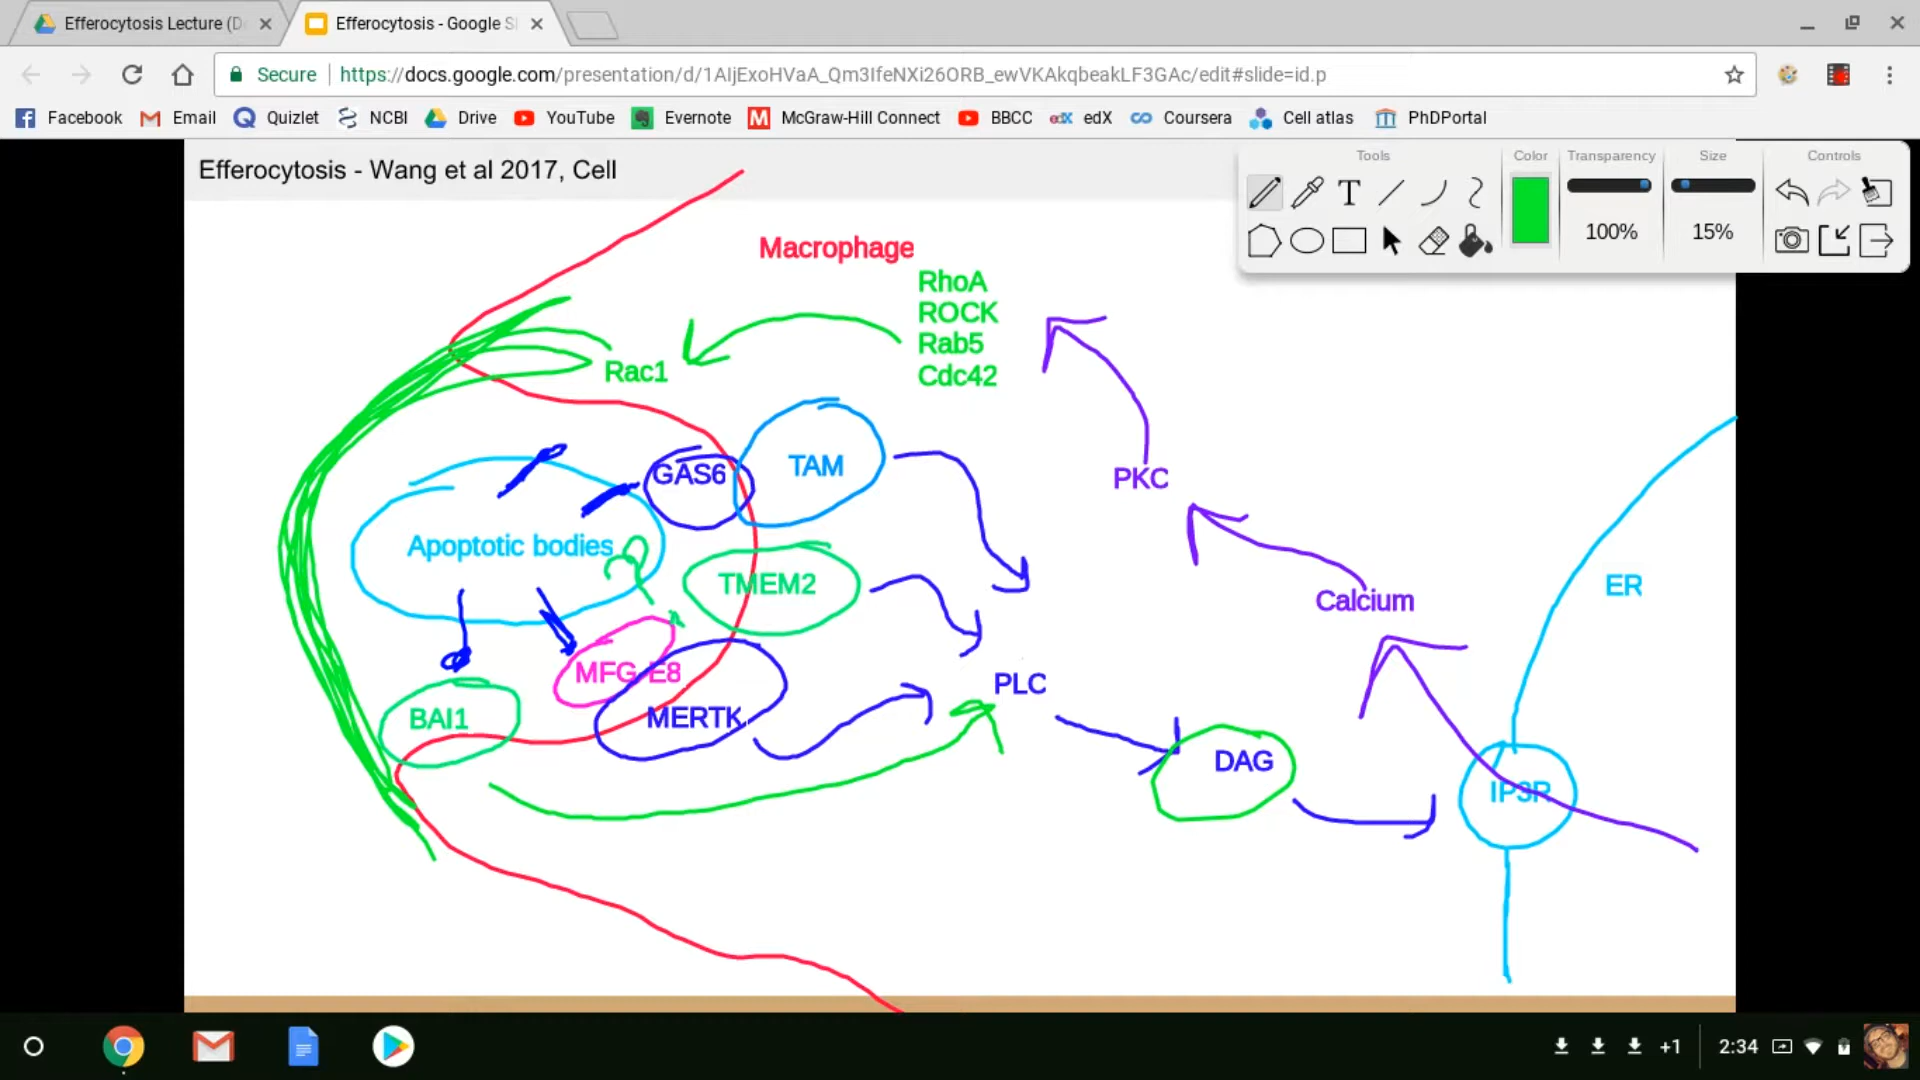 Efferocytosis Lecture (D
Efferocytosis - Google Sl
Secure
https://docs.google.com/presentation/d/1AIjExoHVaA_Qm3IfeNXi26ORB_ewVKAkqbeakLF3GAc/edit#slide=id.p
Facebook Email Quizlet NCBI Drive YouTube Evernote McGraw-Hill Connect BBCC edX Coursera Cell atlas PhDPortal
Efferocytosis - Wang et al 2017, Cell
Tools Color Transparency Size Controls
100% 15%
Macrophage
RhoA
ROCK
Rab5
Cdc42
Rac1
GAS6
TAM
PKC
Apoptotic bodies
TMEM2
ER
Calcium
MFG-E8
PLC
BAI1
MERTK
DAG
IP3R
+1 2:34